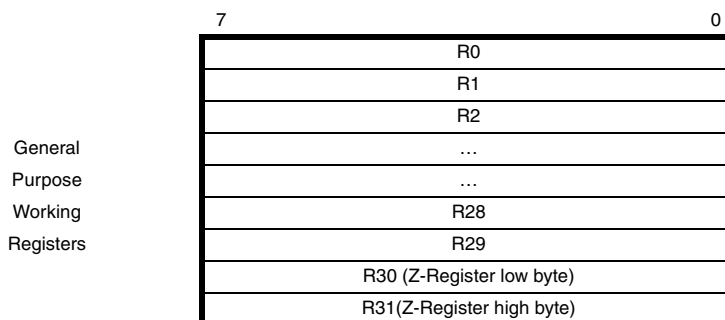 7 0
R0
R1
R2
General …
Purpose …
Working R28
Registers R29
R30 (Z-Register low byte)
R31(Z-Register high byte)